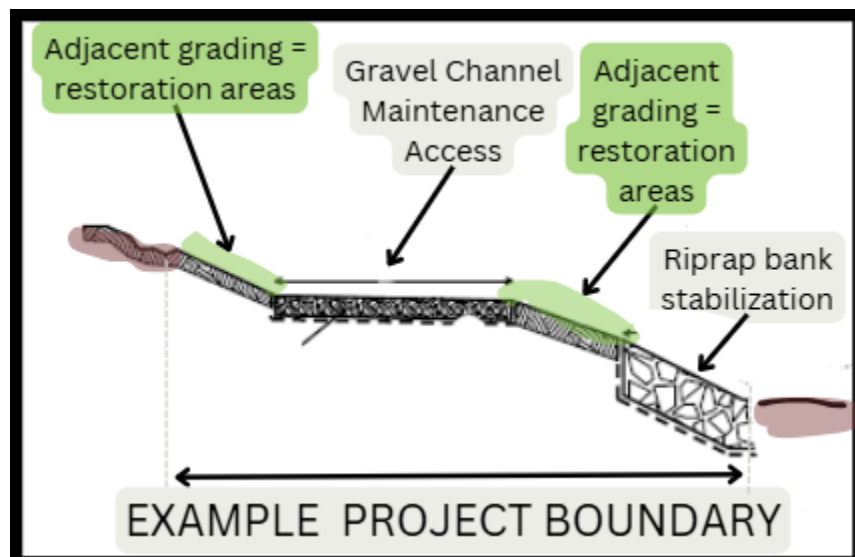 Adjacent grading =
restoration areas
Gravel Channel
Maintenance
Access
Adjacent
grading =
restoration
areas
Riprap bank
stabilization
EXAMPLE PROJECT BOUNDARY